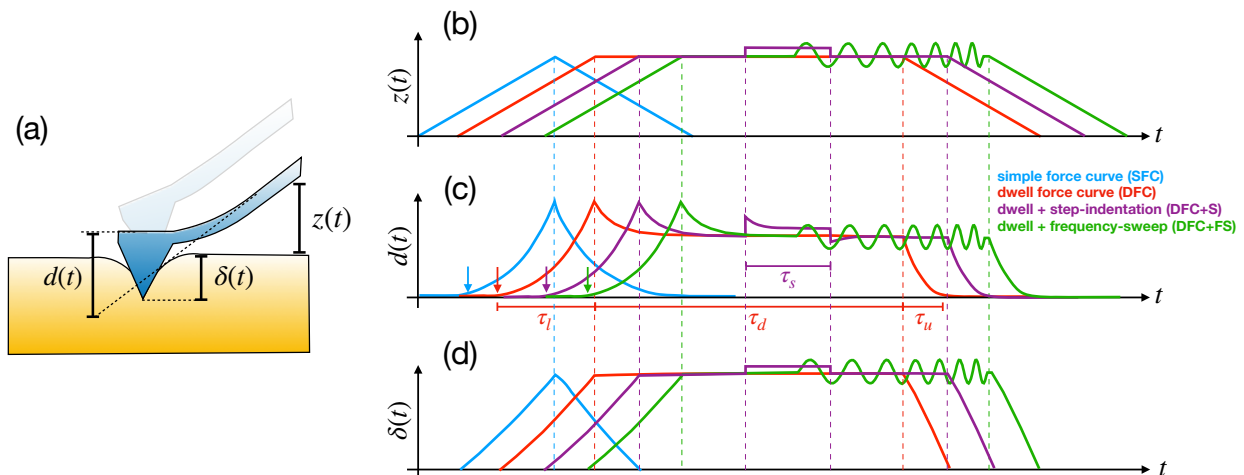 (a)
z(t)
d(t)
δ(t)
(b)
z(t)
t
(c)
simple force curve (SFC)
dwell force curve (DFC)
dwell + step-indentation (DFC+S)
dwell + frequency-sweep (DFC+FS)
d(t)
τs
t
τl
τd
τu
(d)
δ(t)
t